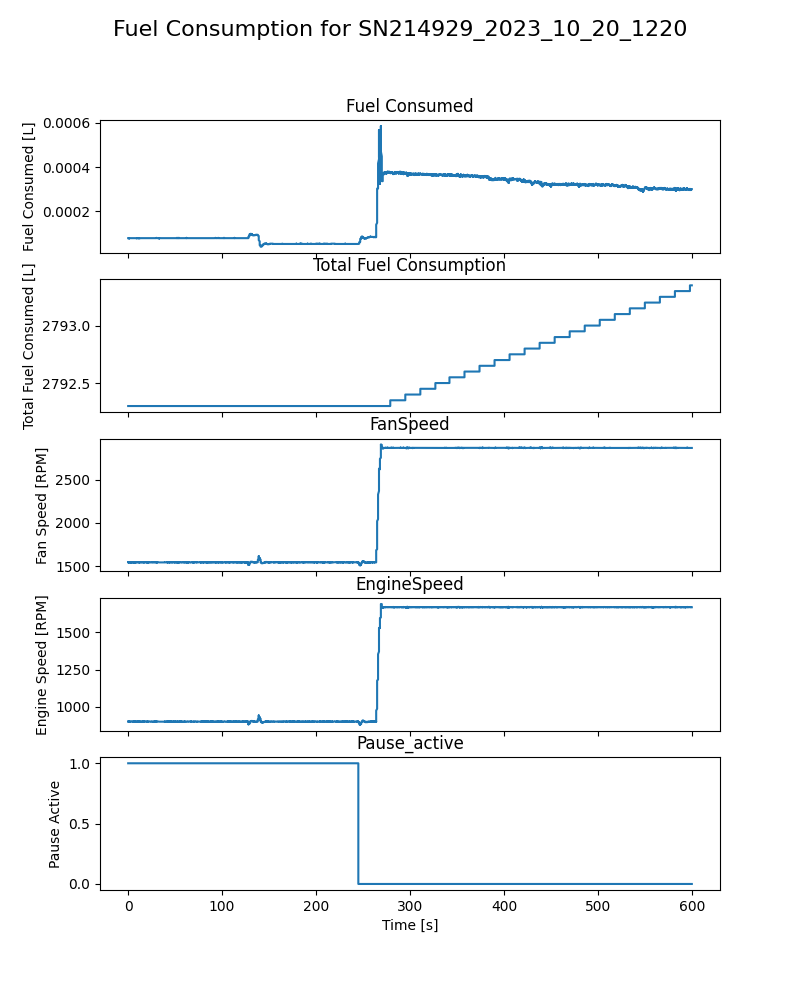 Fuel Consumption for SN214929_2023_10_20_1220
Fuel Consumed
0.0006
0.0004
0.0002
Fuel Consumed [L]
Total Fuel Consumption
2793.0
2792.5
Total Fuel Consumed [L]
FanSpeed
2500
2000
1500
Fan Speed [RPM]
EngineSpeed
1500
1250
1000
Engine Speed [RPM]
Pause_active
1.0
0.5
0.0
Pause Active
0 100 200 300 400 500 600
Time [s]